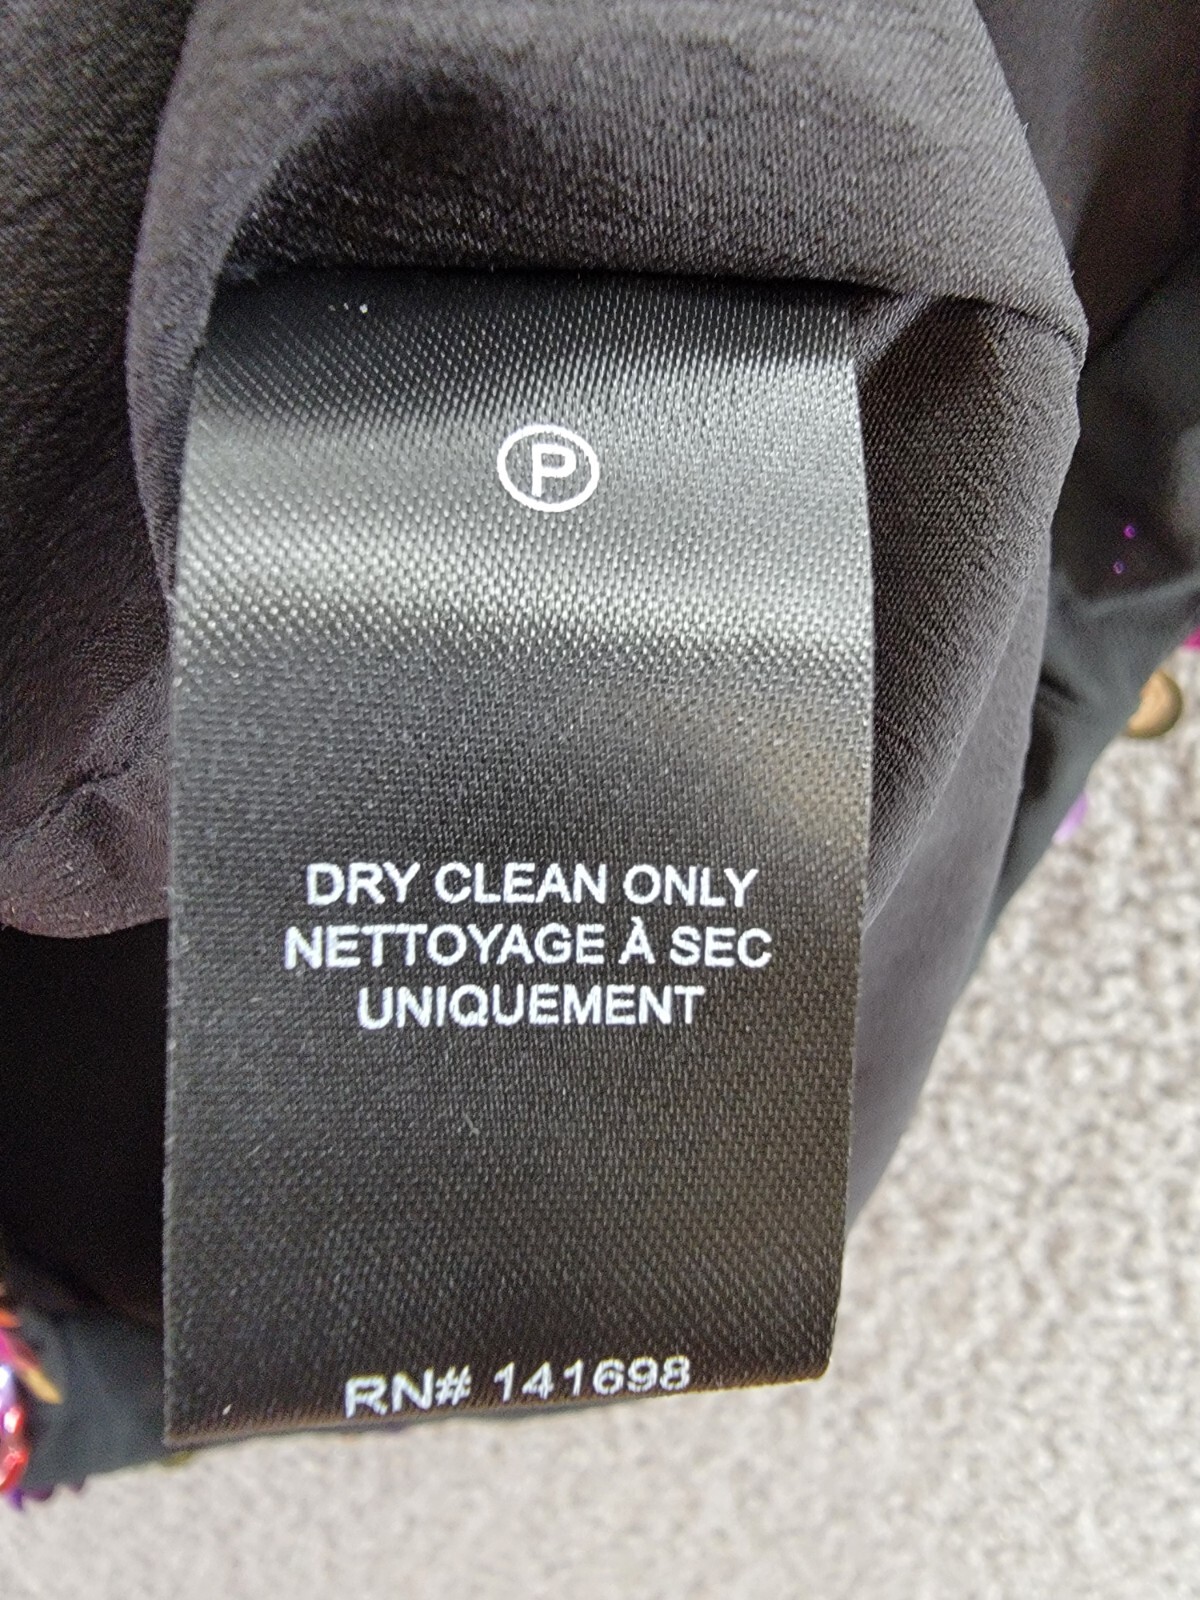 P
DRY CLEAN ONLY
NETTOYAGE À SEC
UNIQUEMENT
RN# 141698